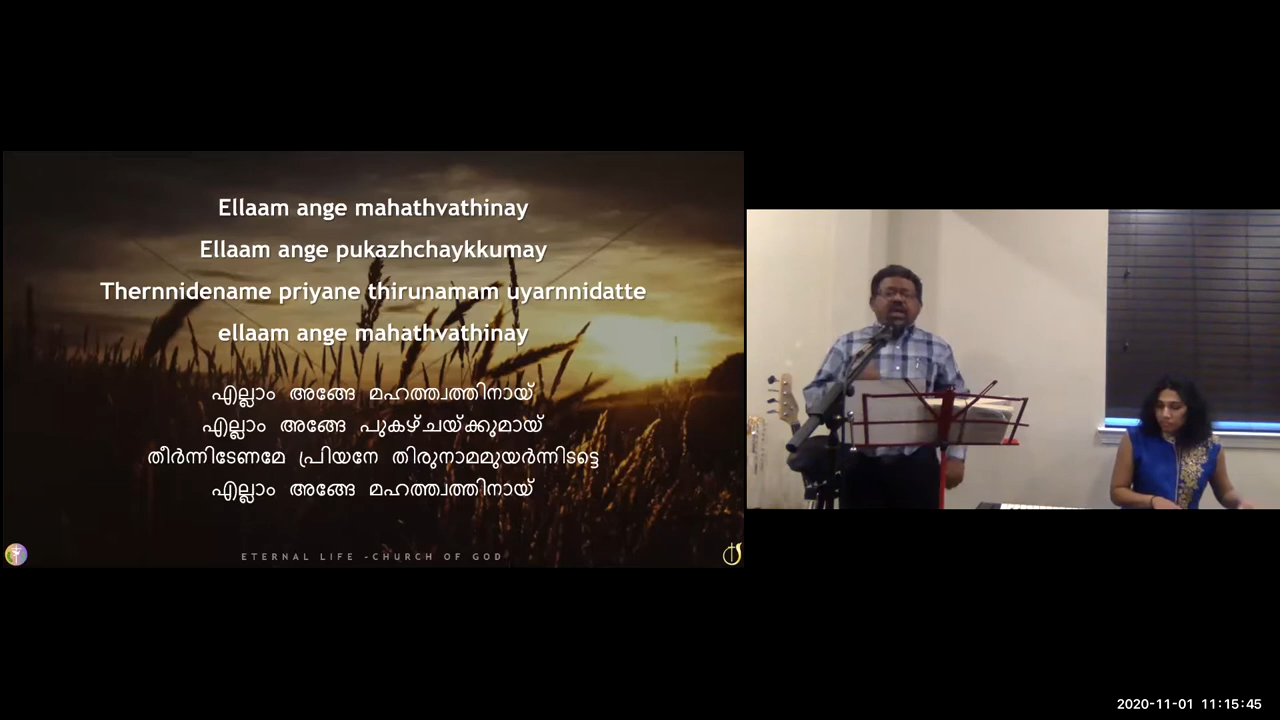 Ellaam ange mahathvathinay
Ellaam ange pukazhchaykkumay
Thernnidename priyane thirunamam uyarnnidatte
ellaam ange mahathvathinay
എല്ലാം അങ്ങേ മഹത്ത്വത്തിനായ്
എല്ലാം അങ്ങേ പുകഴ്ചയ്ക്കുമായ്
തീർന്നിടേണമേ പ്രിയനേ തിരുനാമമുയർന്നിടട്ടെ
എല്ലാം അങ്ങേ മഹത്ത്വത്തിനായ്
ETERNAL LIFE -CHURCH OF GOD
2020-11-01 11:15:45